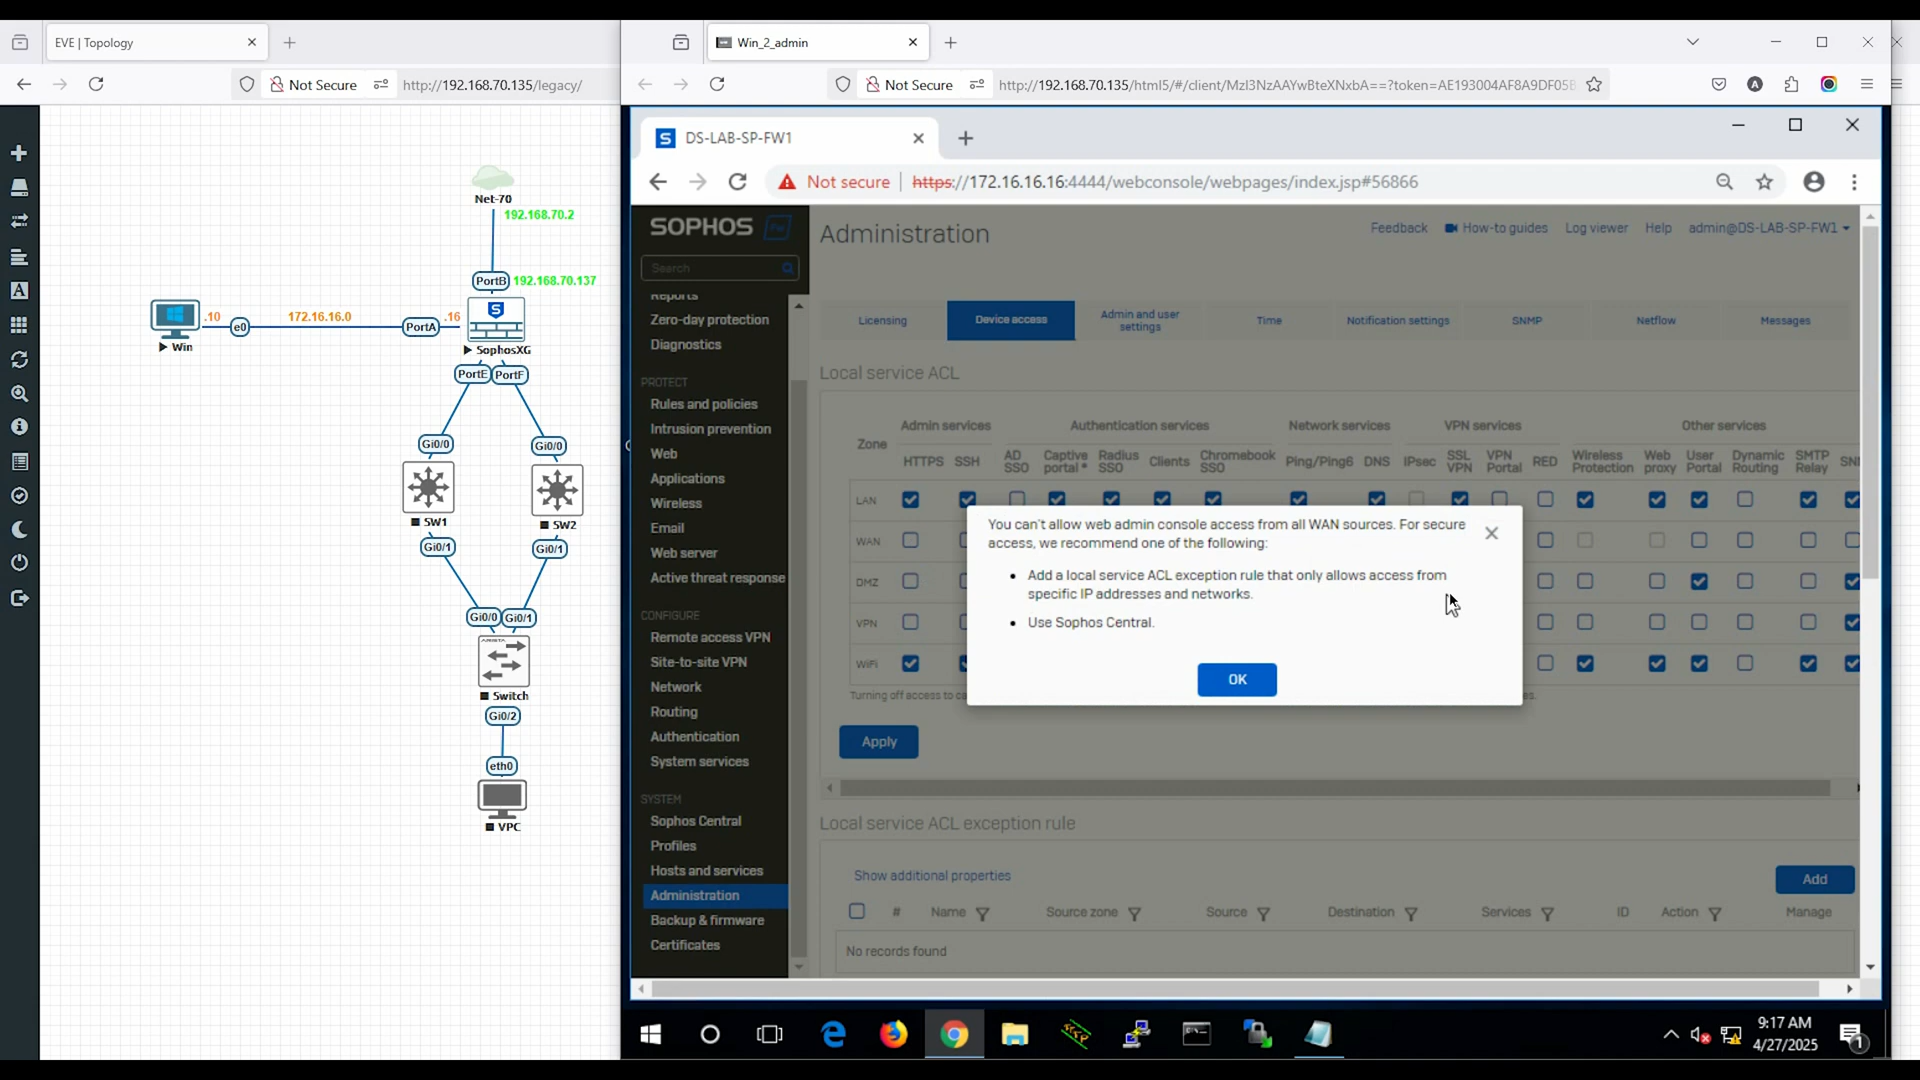 EVE | Topology
Win_2_admin
Not Secure
http://192.168.70.135/legacy/
Not Secure
http://192.168.70.135/html5/#/client/MzI3NzAAYwBteXNxbA==?token=AE193004AF8A9DF05B
DS-LAB-SP-FW1
Not secure
https://172.16.16.16:4444/webconsole/webpages/index.jsp#56866
Net-70
192.168.70.2
PortB
192.168.70.137
.10
e0
172.16.16.0
PortA
.16
Win
SophosXG
PortE
PortF
Gi0/0
Gi0/0
SW1
SW2
Gi0/1
Gi0/1
Gi0/0
Gi0/1
ARISTA
Switch
Gi0/2
eth0
VPC
SOPHOS
Search
Reports
Zero-day protection
Diagnostics
PROTECT
Rules and policies
Intrusion prevention
Web
Applications
Wireless
Email
Web server
Active threat response
CONFIGURE
Remote access VPN
Site-to-site VPN
Network
Routing
Authentication
System services
SYSTEM
Sophos Central
Profiles
Hosts and services
Administration
Backup & firmware
Certificates
Administration
Feedback
How-to guides
Log viewer
Help
admin@DS-LAB-SP-FW1
Licensing
Device access
Admin and user
settings
Time
Notification settings
SNMP
Netflow
Messages
Local service ACL
Zone
Admin services
Authentication services
Network services
VPN services
Other services
HTTPS
SSH
AD
SSO
Captive
portal *
Radius
SSO
Clients
Chromebook
SSO
Ping/Ping6
DNS
IPsec
SSL
VPN
VPN
Portal
RED
Wireless
Protection
Web
proxy
User
Portal
Dynamic
Routing
SMTP
Relay
LAN
WAN
DMZ
VPN
WiFi
You can't allow web admin console access from all WAN sources. For secure
access, we recommend one of the following:
• Add a local service ACL exception rule that only allows access from
specific IP addresses and networks.
• Use Sophos Central.
OK
Turning off access to
Apply
Local service ACL exception rule
Show additional properties
Add
#
Name
Source zone
Source
Destination
Services
ID
Action
Manage
No records found
9:17 AM
4/27/2025
1